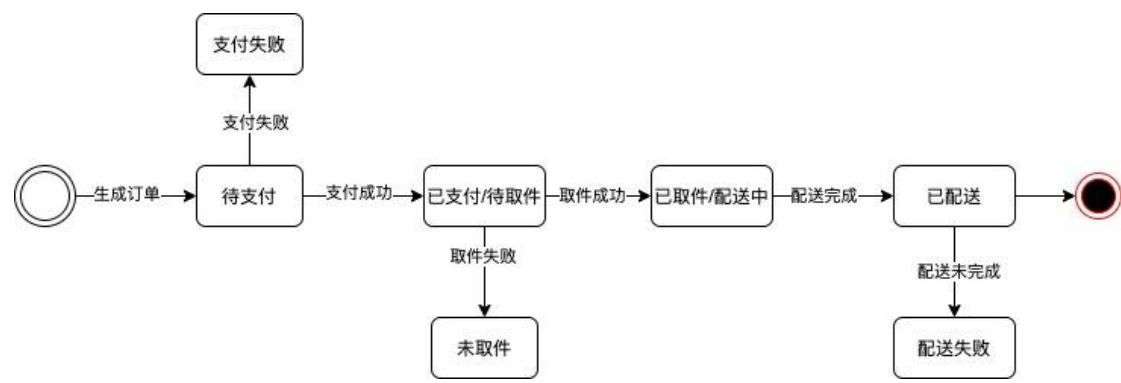 支付失败
支付失败
生成订单
待支付
支付成功
已支付/待取件
取件成功
已取件/配送中
配送完成
已配送
取件失败
配送未完成
未取件
配送失败